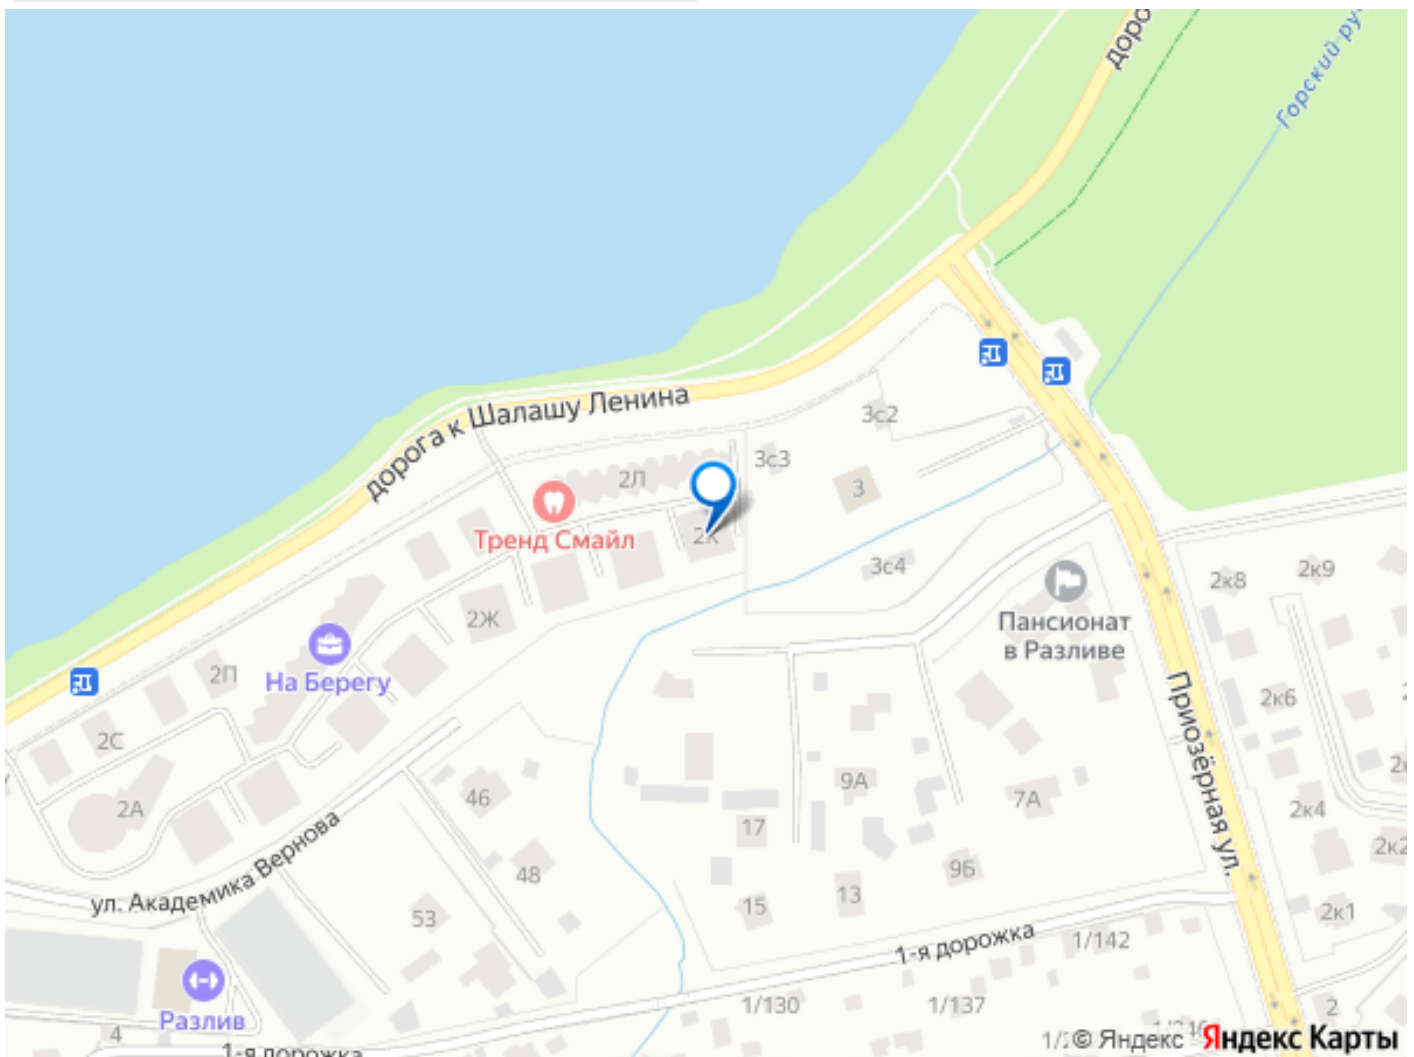 доро
Горский ру
дорога к Шалашу Ленина
3с2
3с3
2Л
3
Тренд Смайл
2К
3с4
2к8
2к9
Пансионат
в Разливе
2Ж
2П
На Берегу
Приозёрная ул.
2к6
2С
9А
46
7А
2к4
2А
17
2к2
ул. Академика Вернова
48
9Б
53
15
13
2к1
1-я дорожка
1/142
Разлив
1/130
1/137
2
4
1-я дорожка
© Яндекс
Яндекс Карты